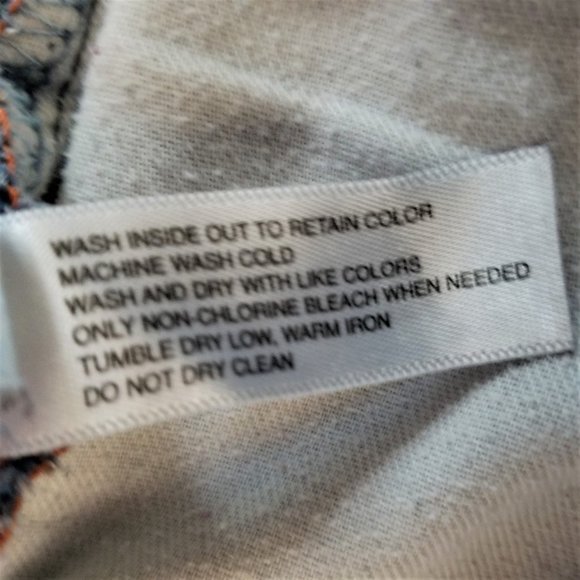 WASH INSIDE OUT TO RETAIN COLOR
MACHINE WASH COLD
WASH AND DRY WITH LIKE COLORS
ONLY NON-CHLORINE BLEACH WHEN NEEDED
TUMBLE DRY LOW, WARM IRON
DO NOT DRY CLEAN